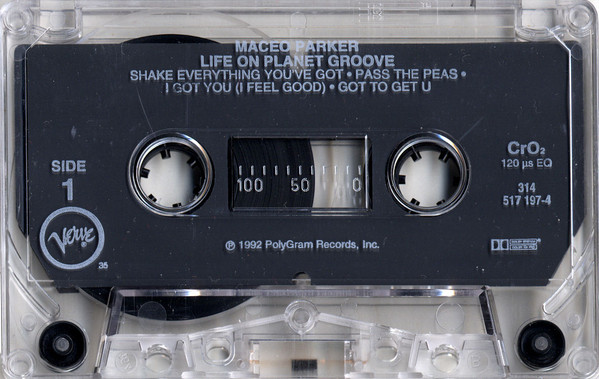 MACEO PARKER
LIFE ON PLANET GROOVE
SHAKE EVERYTHING YOU'VE GOT • PASS THE PEAS •
I GOT YOU (I FEEL GOOD) • GOT TO GET U
SIDE
1
Verve
35
100 50 0
CrO₂
120 µs EQ
314
517 197-4
℗ 1992 PolyGram Records, Inc.